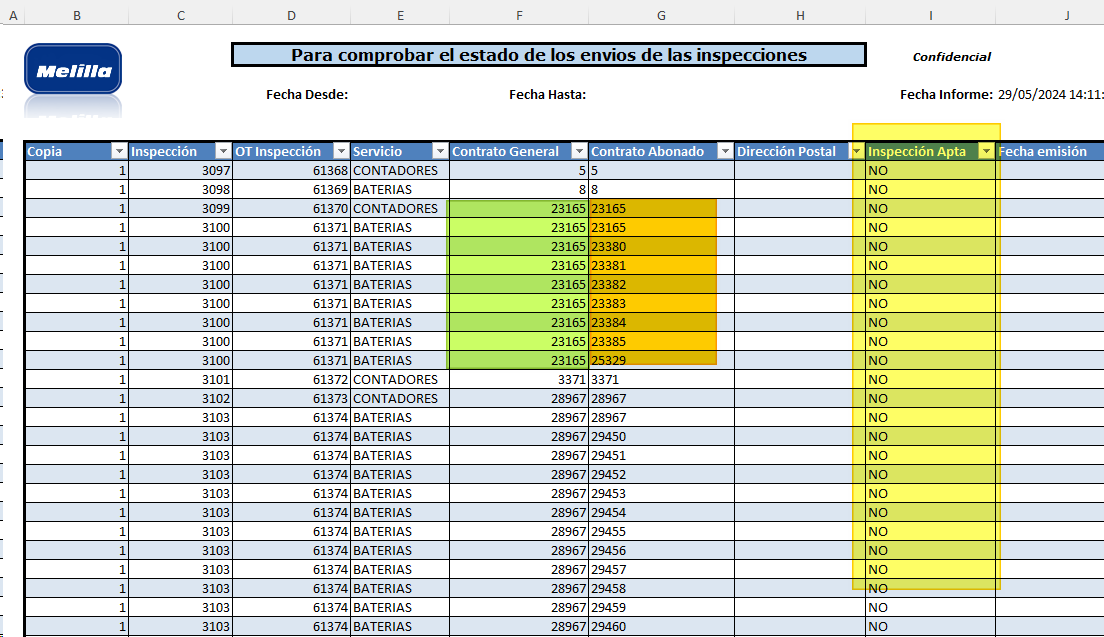 A B C D E F G H I J
Para comprobar el estado de los envios de las inspecciones
Confidencial
Melilla
Fecha Desde: Fecha Hasta: Fecha Informe: 29/05/2024 14:11:
Copia Inspección OT Inspección Servicio Contrato General Contrato Abonado Dirección Postal Inspección Apta Fecha emisión
1 3097 61368 CONTADORES 5 5 NO
1 3098 61369 BATERIAS 8 8 NO
1 3099 61370 CONTADORES 23165 23165 NO
1 3100 61371 BATERIAS 23165 23165 NO
1 3100 61371 BATERIAS 23165 23380 NO
1 3100 61371 BATERIAS 23165 23381 NO
1 3100 61371 BATERIAS 23165 23382 NO
1 3100 61371 BATERIAS 23165 23383 NO
1 3100 61371 BATERIAS 23165 23384 NO
1 3100 61371 BATERIAS 23165 23385 NO
1 3100 61371 BATERIAS 23165 25329 NO
1 3101 61372 CONTADORES 3371 3371 NO
1 3102 61373 CONTADORES 28967 28967 NO
1 3103 61374 BATERIAS 28967 28967 NO
1 3103 61374 BATERIAS 28967 29450 NO
1 3103 61374 BATERIAS 28967 29451 NO
1 3103 61374 BATERIAS 28967 29452 NO
1 3103 61374 BATERIAS 28967 29453 NO
1 3103 61374 BATERIAS 28967 29454 NO
1 3103 61374 BATERIAS 28967 29455 NO
1 3103 61374 BATERIAS 28967 29456 NO
1 3103 61374 BATERIAS 28967 29457 NO
1 3103 61374 BATERIAS 28967 29458 NO
1 3103 61374 BATERIAS 28967 29459 NO
1 3103 61374 BATERIAS 28967 29460 NO